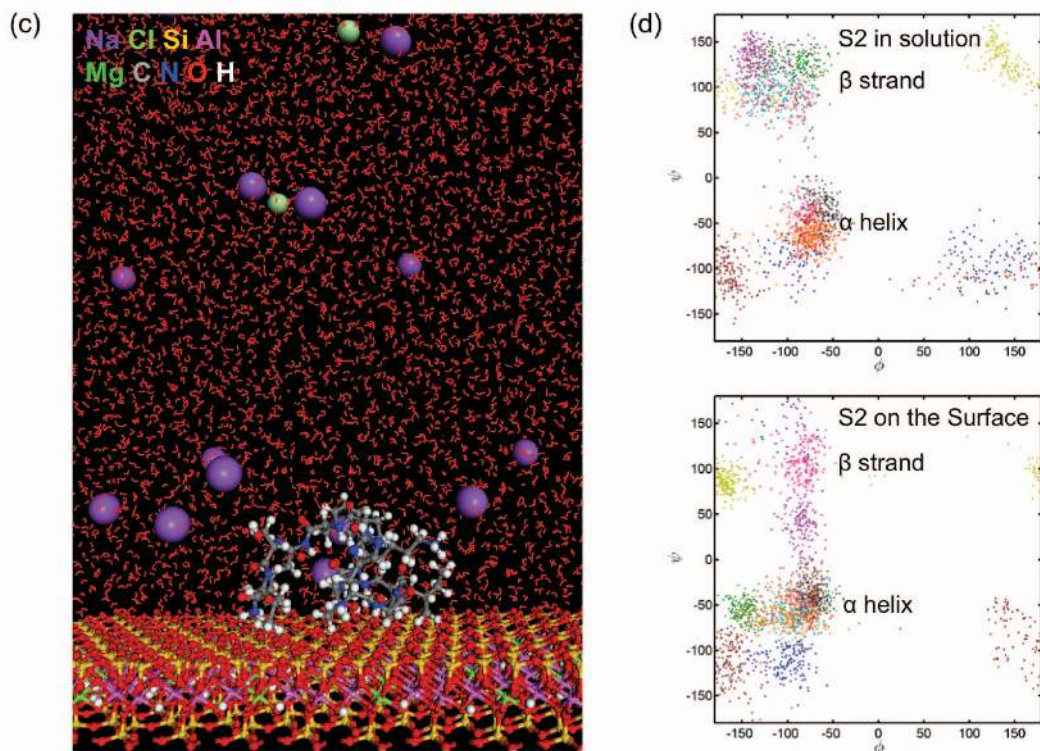 (c)
Na Cl Si Al
Mg C N O H
(d)
S2 in solution
β strand
α helix
150
100
50
0
-50
-100
-150
ψ
-150 -100 -50 0 50 100 150
ϕ
S2 on the Surface
β strand
α helix
150
100
50
0
-50
-100
-150
ψ
-150 -100 -50 0 50 100 150
ϕ